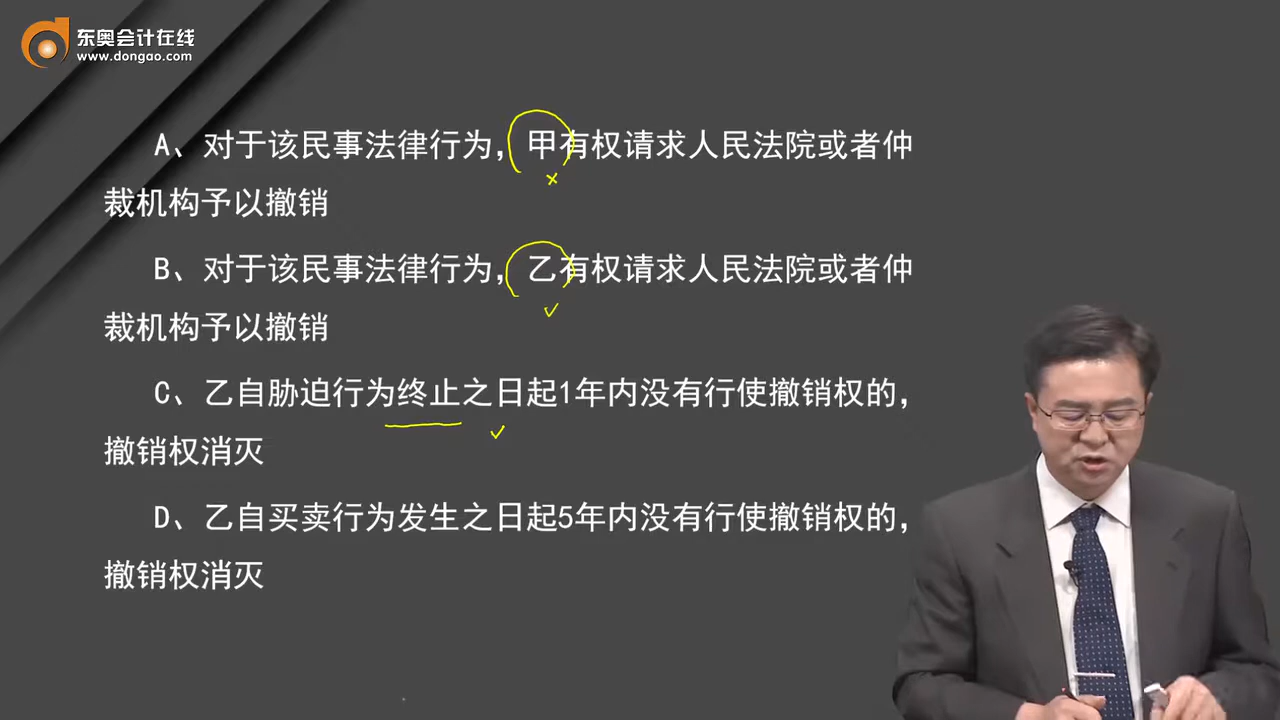 东奥会计在线
www.dongao.com
A、对于该民事法律行为，甲有权请求人民法院或者仲
裁机构予以撤销
B、对于该民事法律行为，乙有权请求人民法院或者仲
裁机构予以撤销
C、乙自胁迫行为终止之日起1年内没有行使撤销权的，
撤销权消灭
D、乙自买卖行为发生之日起5年内没有行使撤销权的，
撤销权消灭